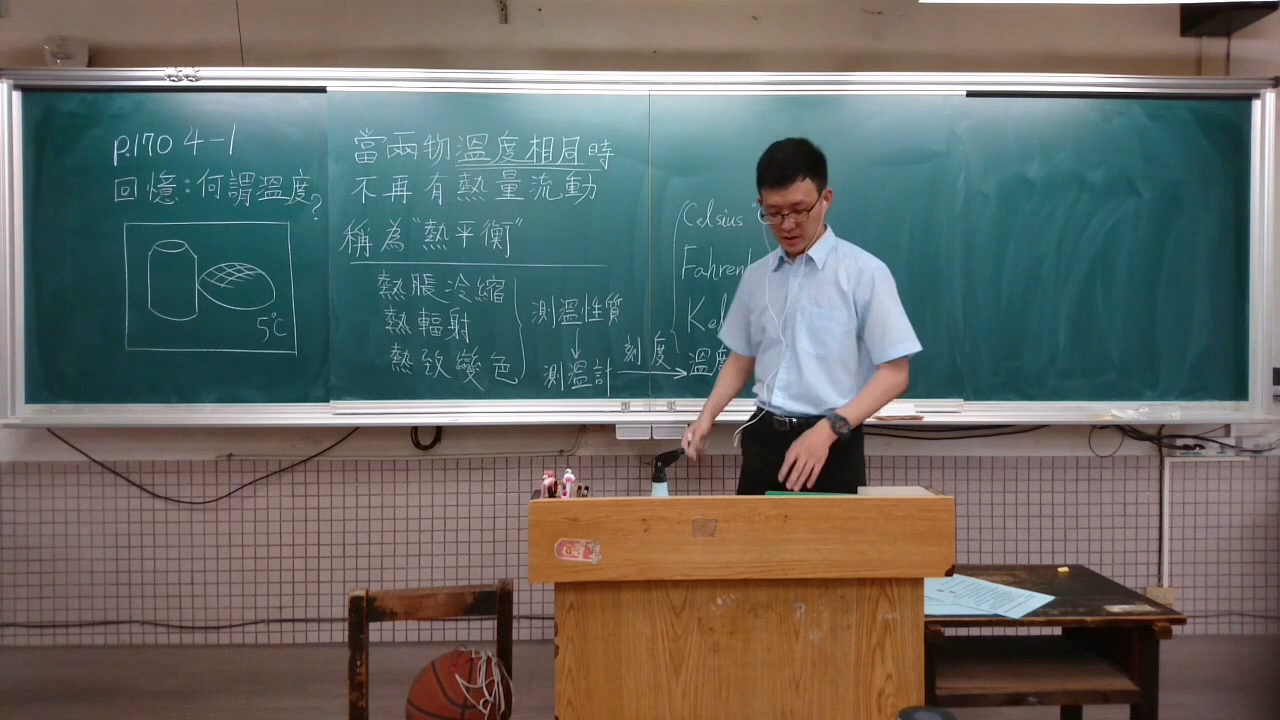 p.170 4-1
回憶：何謂溫度？
5℃
當兩物溫度相同時
不再有熱量流動
稱為“熱平衡”
熱脹冷縮
熱輻射
熱致變色
測溫性質
測溫計
刻度
Celsius